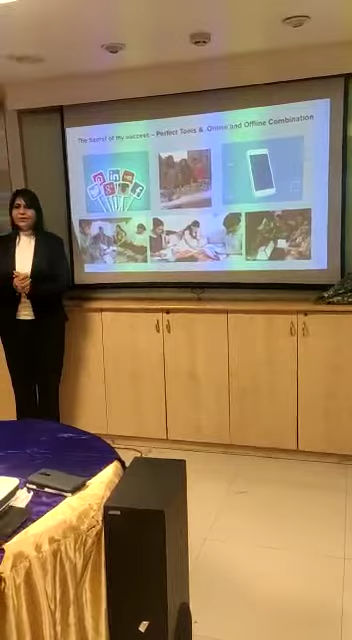 The Secret of my success - Perfect Tools & Online and Offline Combination